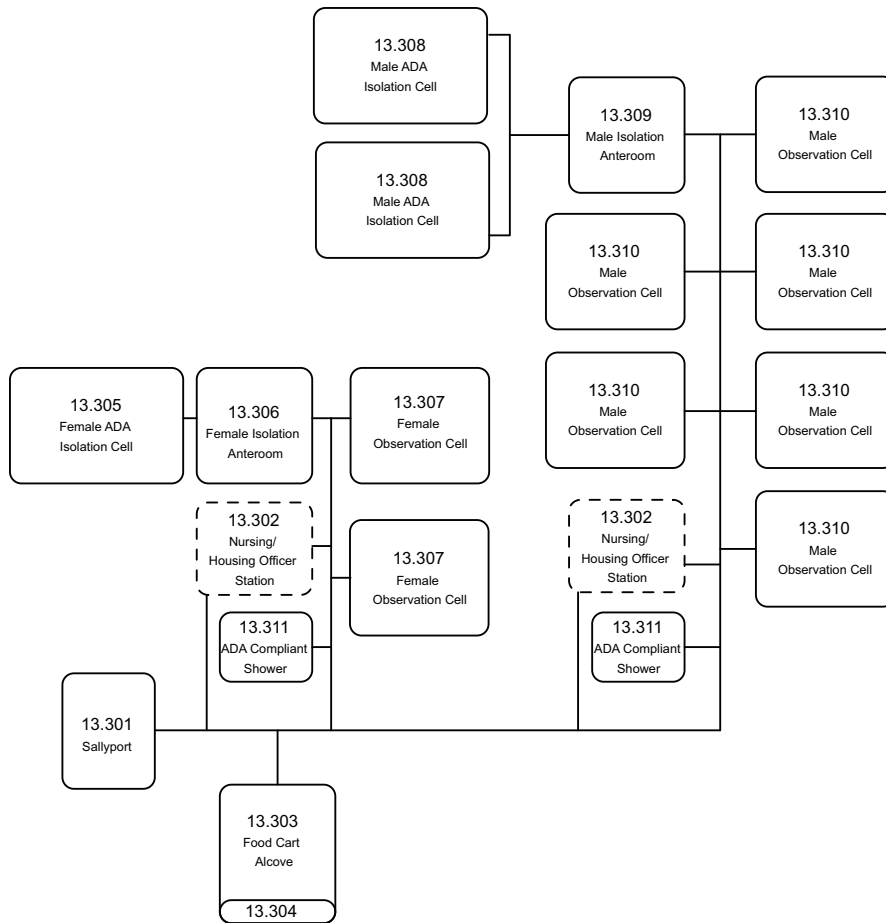 13.308
Male ADA
Isolation Cell
13.309
Male Isolation
Anteroom
13.310
Male
Observation Cell
13.308
Male ADA
Isolation Cell
13.310
Male
Observation Cell
13.310
Male
Observation Cell
13.305
Female ADA
Isolation Cell
13.306
Female Isolation
Anteroom
13.307
Female
Observation Cell
13.310
Male
Observation Cell
13.310
Male
Observation Cell
13.302
Nursing/
Housing Officer
Station
13.307
Female
Observation Cell
13.302
Nursing/
Housing Officer
Station
13.310
Male
Observation Cell
13.311
ADA Compliant
Shower
13.311
ADA Compliant
Shower
13.301
Sallyport
13.303
Food Cart
Alcove
13.304